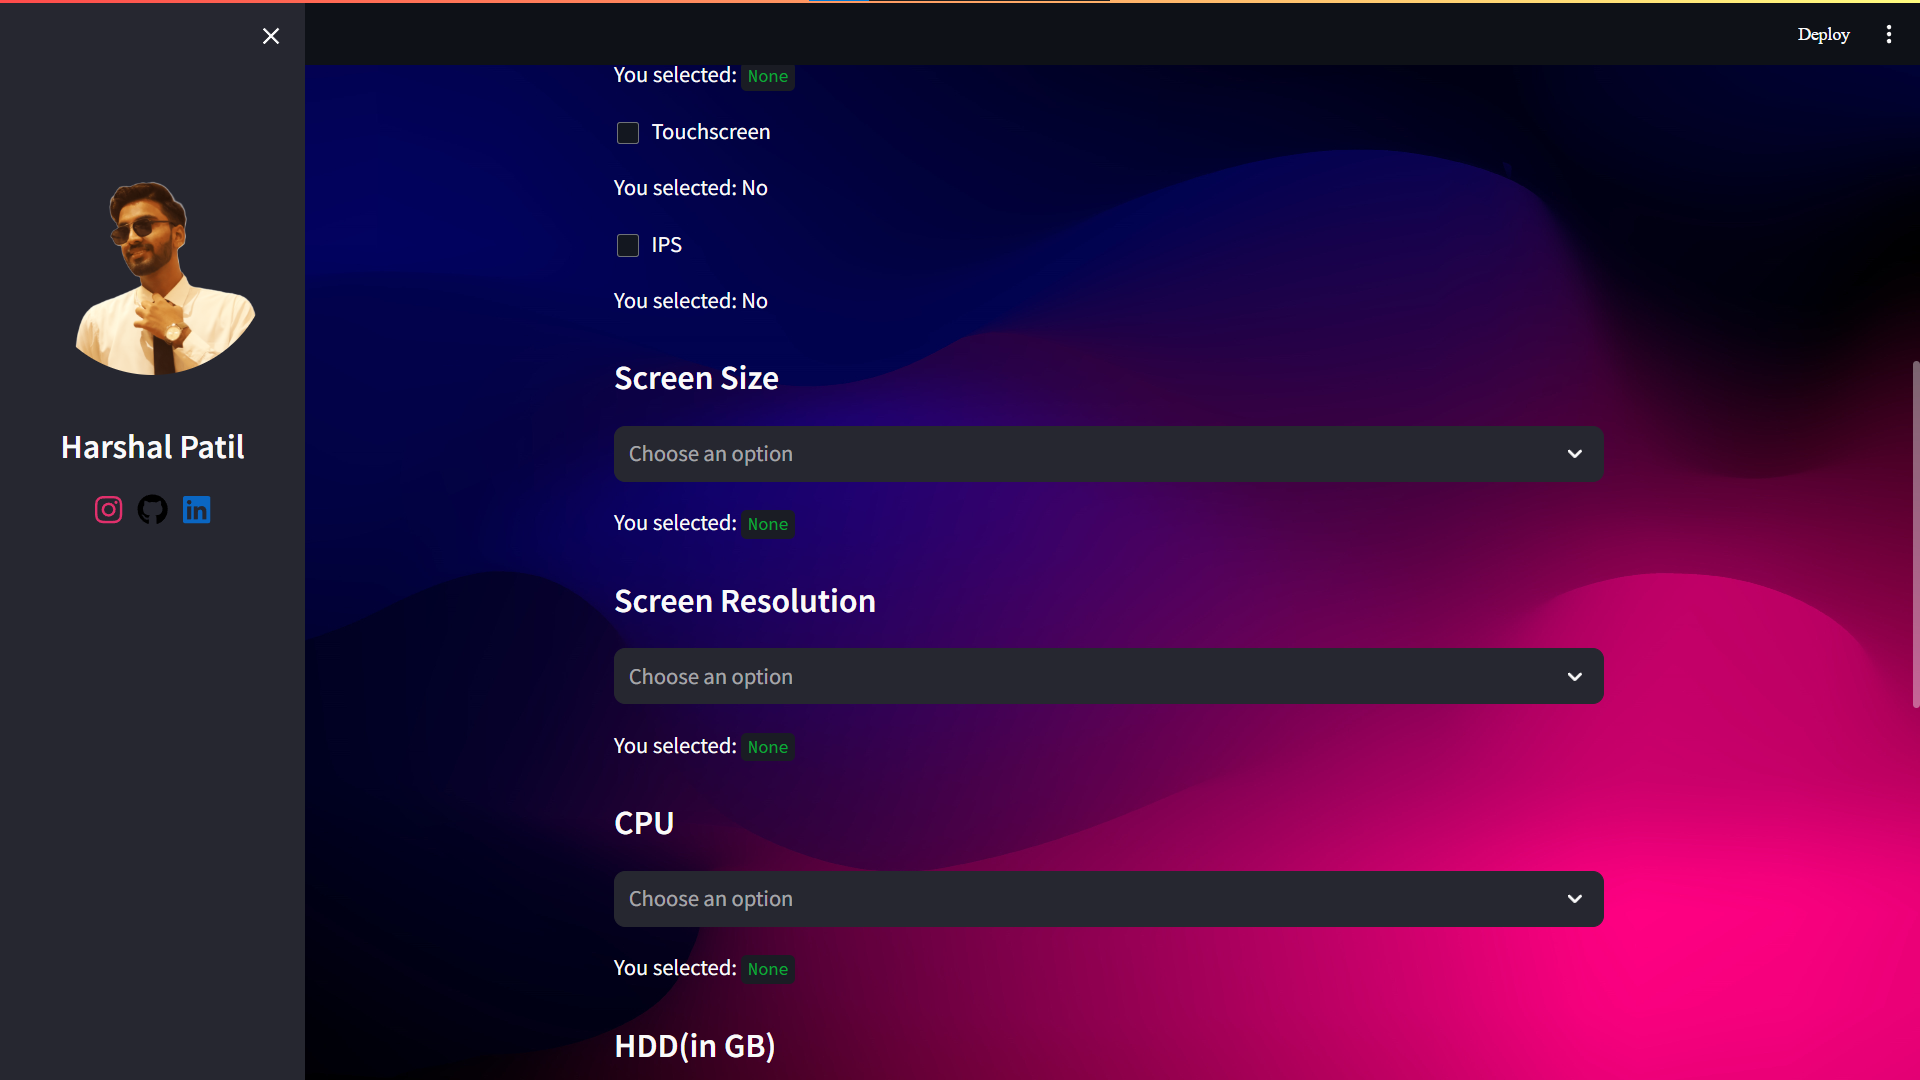 Deploy
Harshal Patil
You selected: None
Touchscreen
You selected: No
IPS
You selected: No
Screen Size
Choose an option
You selected: None
Screen Resolution
Choose an option
You selected: None
CPU
Choose an option
You selected: None
HDD(in GB)